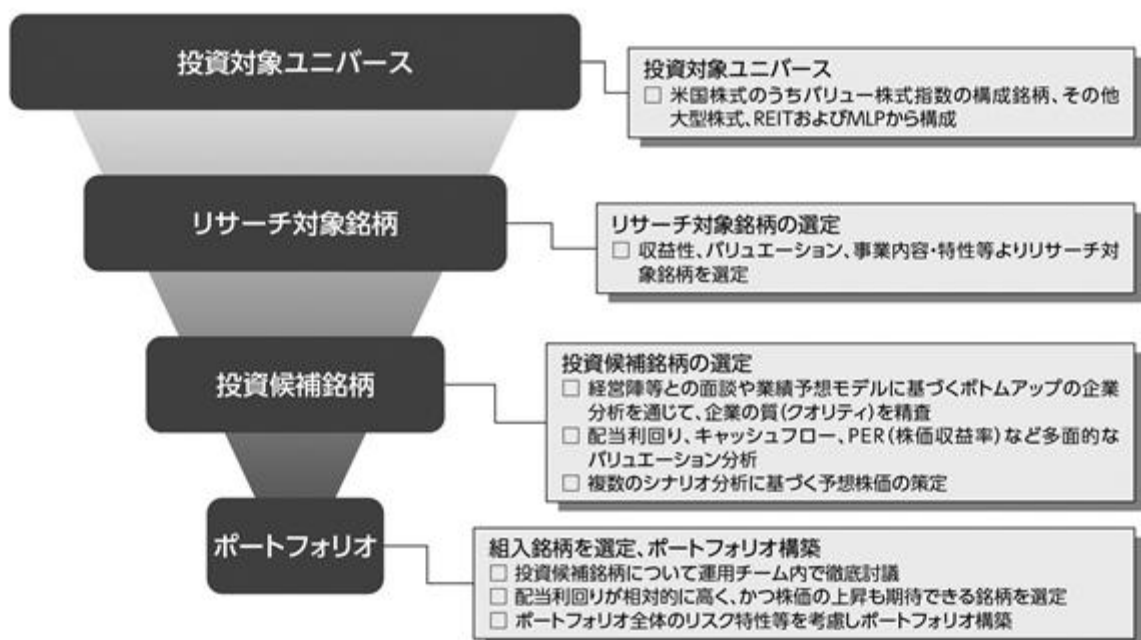 投資対象ユニバース
投資対象ユニバース
□ 米国株式のうちバリュー株式指数の構成銘柄、その他
大型株式、REITおよびMLPから構成
リサーチ対象銘柄
リサーチ対象銘柄の選定
□ 収益性、バリュエーション、事業内容・特性等よりリサーチ対
象銘柄を選定
投資候補銘柄
投資候補銘柄の選定
□ 経営陣等との面談や業績予想モデルに基づくボトムアップの企業
分析を通じて、企業の質(クオリティ)を精査
□ 配当利回り、キャッシュフロー、PER(株価収益率)など多面的な
バリュエーション分析
□ 複数のシナリオ分析に基づく予想株価の策定
ポートフォリオ
組入銘柄を選定、ポートフォリオ構築
□ 投資候補銘柄について運用チーム内で徹底討議
□ 配当利回りが相対的に高く、かつ株価の上昇も期待できる銘柄を選定
□ ポートフォリオ全体のリスク特性等を考慮しポートフォリオ構築